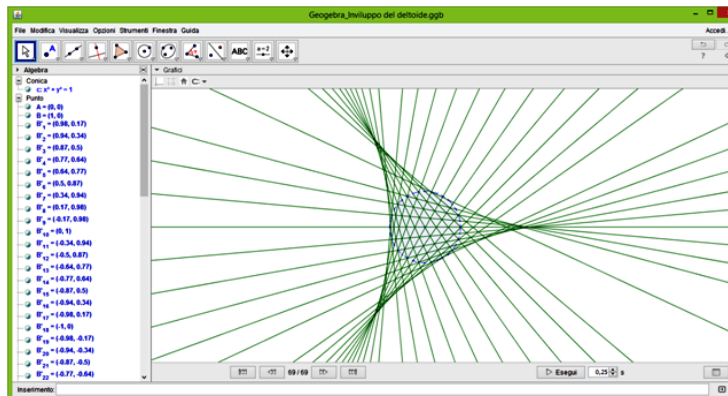 Geogebra_Inviluppo del deltoide.ggb
File Modifica Visualizza Opzioni Strumenti Finestra Guida
Accedi.
ABC
a=2
Algebra
Grafici
Conica
c: x² + y² = 1
Punto
A = (0, 0)
B = (1, 0)
B'₁ = (0.98, 0.17)
B'₂ = (0.94, 0.34)
B'₃ = (0.87, 0.5)
B'₄ = (0.77, 0.64)
B'₅ = (0.64, 0.77)
B'₆ = (0.5, 0.87)
B'₇ = (0.34, 0.94)
B'₈ = (0.17, 0.98)
B'₉ = (-0.17, 0.98)
B'₁₀ = (0, 1)
B'₁₁ = (-0.34, 0.94)
B'₁₂ = (-0.5, 0.87)
B'₁₃ = (-0.64, 0.77)
B'₁₄ = (-0.77, 0.64)
B'₁₅ = (-0.87, 0.5)
B'₁₆ = (-0.94, 0.34)
B'₁₇ = (-0.98, 0.17)
B'₁₈ = (-1, 0)
B'₁₉ = (-0.98, -0.17)
B'₂₀ = (-0.94, -0.34)
B'₂₁ = (-0.87, -0.5)
B'₂₂ = (-0.77, -0.64)
69 / 69
Esegui
0,25
s
Inserimento: